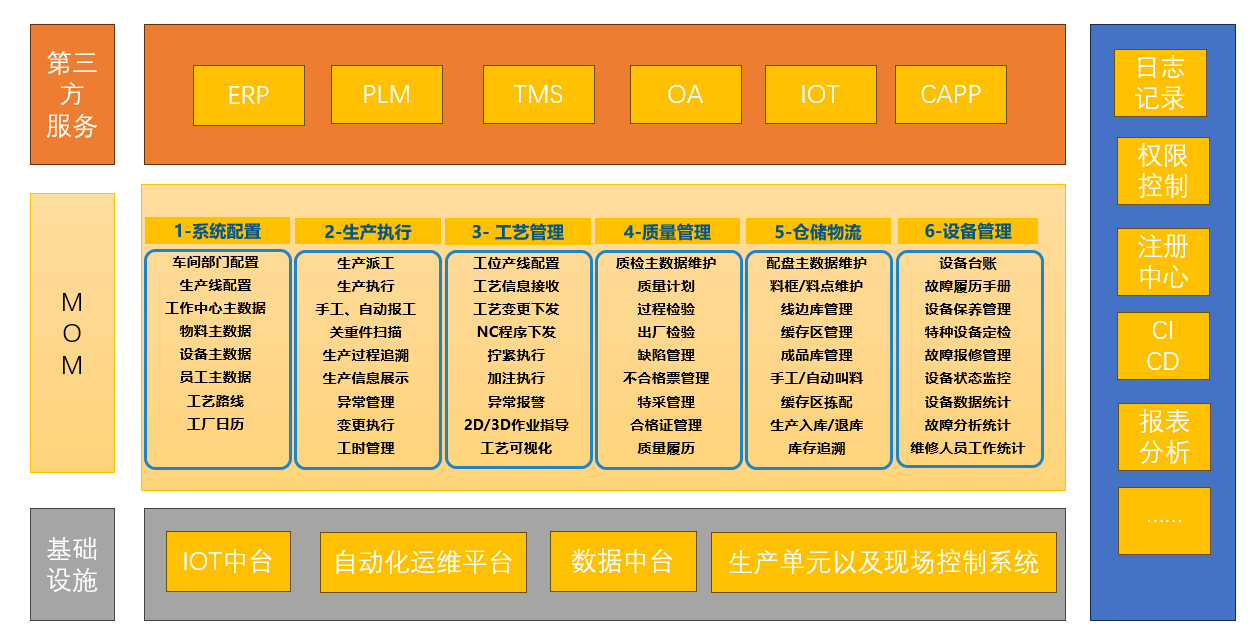 第三
方
服务
ERP
PLM
TMS
OA
IOT
CAPP
MOM
1-系统配置
车间部门配置
生产线配置
工作中心主数据
物料主数据
设备主数据
员工主数据
工艺路线
工厂日历
2-生产执行
生产派工
生产执行
手工、自动报工
关重件扫描
生产过程追溯
生产信息展示
异常管理
变更执行
工时管理
3- 工艺管理
工位产线配置
工艺信息接收
工艺变更下发
NC程序下发
拧紧执行
加注执行
异常报警
2D/3D作业指导
工艺可视化
4-质量管理
质检主数据维护
质量计划
过程检验
出厂检验
缺陷管理
不合格票管理
特采管理
合格证管理
质量履历
5-仓储物流
配盘主数据维护
料框/料点维护
线边库管理
缓存区管理
成品库管理
手工/自动叫料
缓存区拣配
生产入库/退库
库存追溯
6-设备管理
设备台账
故障履历手册
设备保养管理
特种设备定检
故障报修管理
设备状态监控
设备数据统计
故障分析统计
维修人员工作统计
基础
设施
IOT中台
自动化运维平台
数据中台
生产单元以及现场控制系统
日志
记录
权限
控制
注册
中心
CI
CD
报表
分析
……